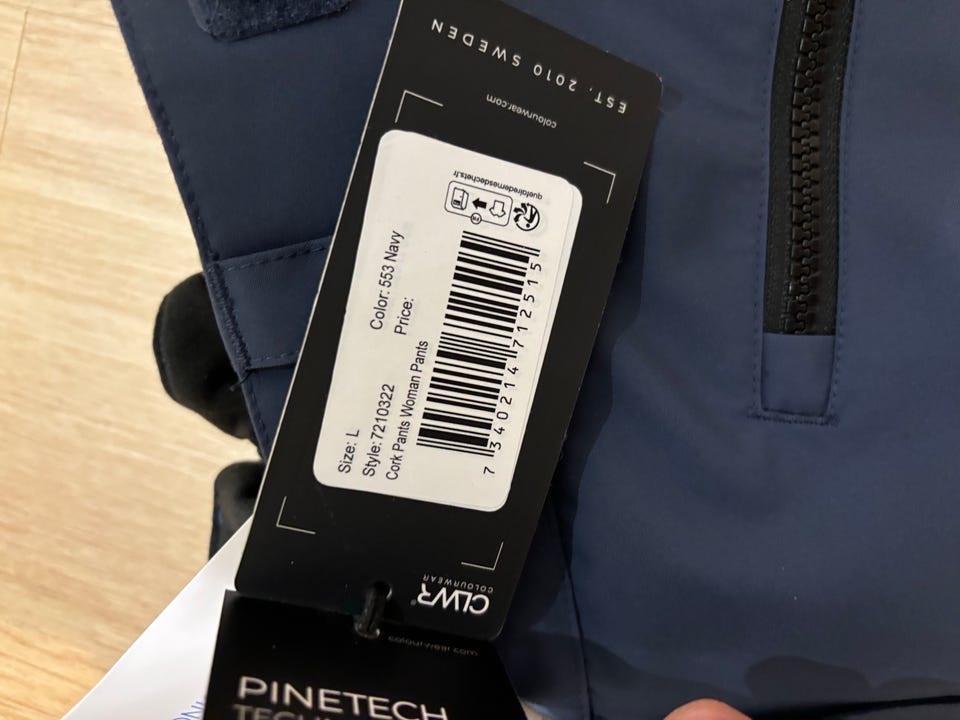 EST. 2010 SWEDEN
colourwear.com
quefairedemesdechets.fr
FR
Size: L
Color: 553 Navy
Style:7210322
Price:
Cork Pants Woman Pants
7 340214 712515
CLWR®
COLOURWEAR
colourwear.com
PINETECH